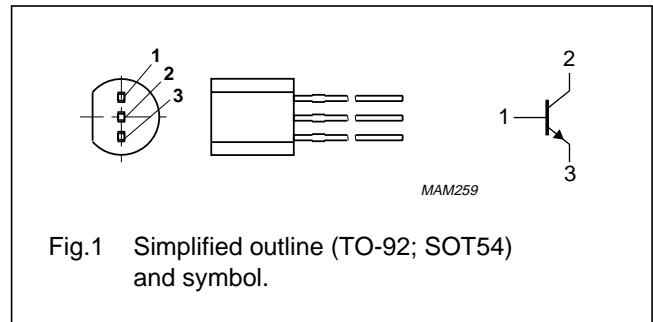 1
2
3
2
1
3
MAM259
Fig.1 Simplified outline (TO-92; SOT54)
and symbol.